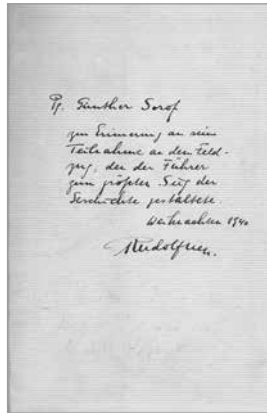 Pg. Günther Sorof
zur Erinnerung an seine
Teilnahme an dem Feld-
zug, den der Führer
zum größten Sieg der
Geschichte gestaltete.
Weihnachten 1940